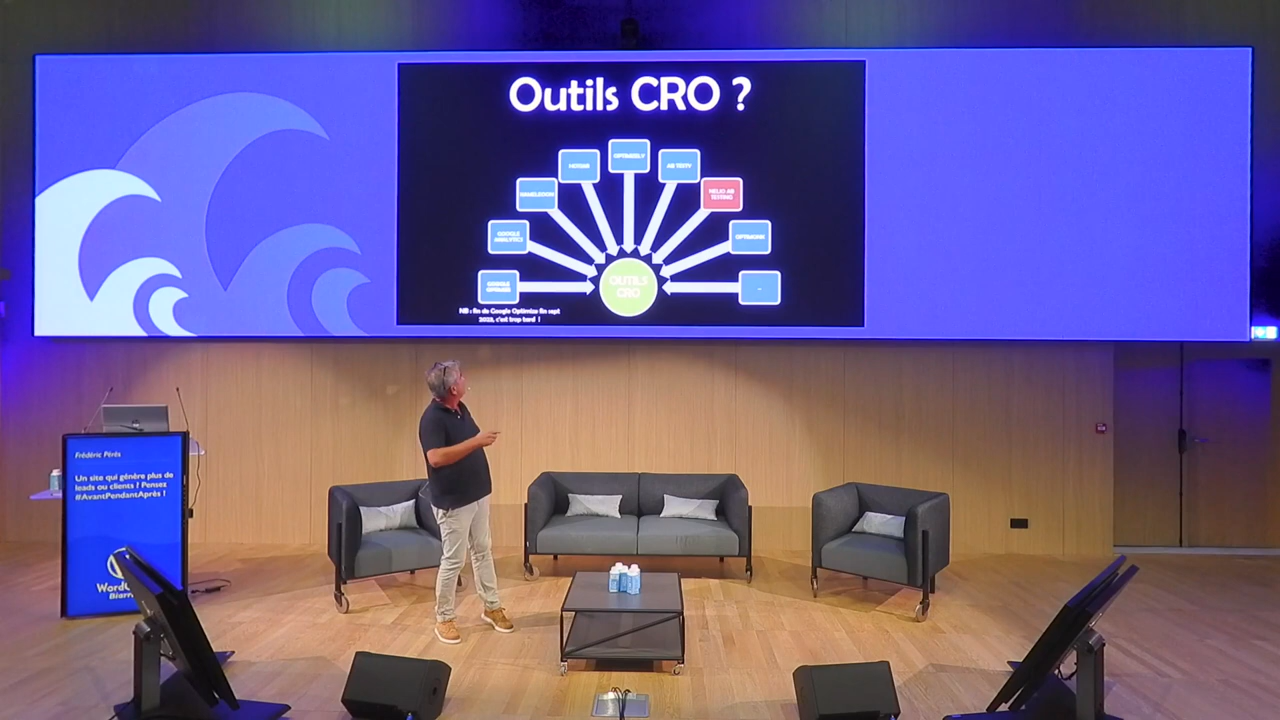 Outils CRO ?
OPTIMIZELY
HOTJAR
AB TASTY
KAMELEOON
NELIO AB
TESTING
GOOGLE
ANALYTICS
OPTIMONK
GOOGLE
OPTIMIZE
OUTILS
CRO
NB : fin de Google Optimize fin sept
2023, c'est trop tard !
Frédéric Pérès
Un site qui génère plus de
leads ou clients ? Pensez
#AvantPendantAprès !